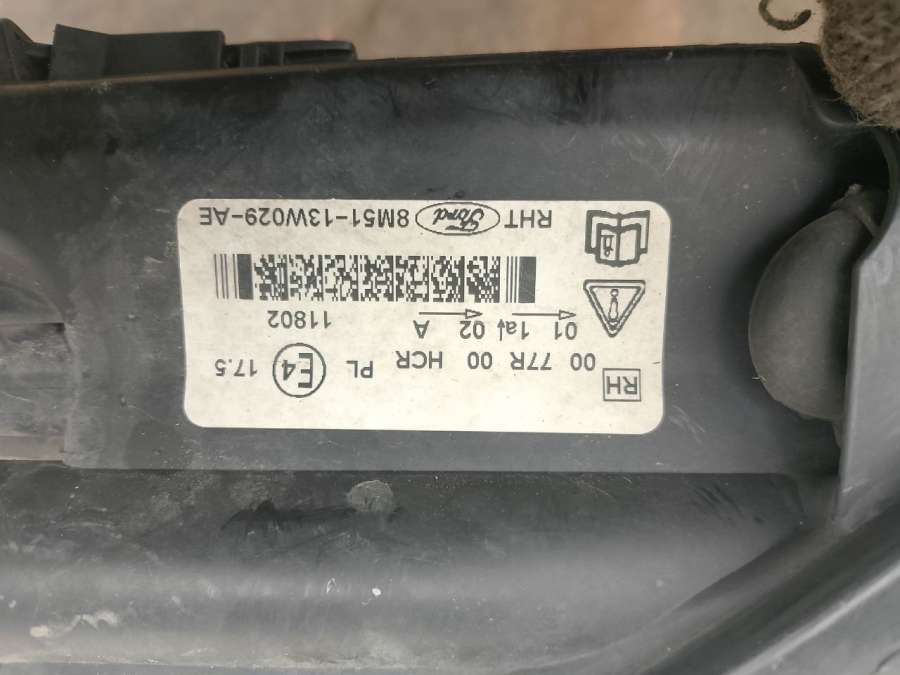 RH 00 77R 00 HCR PL E4 17.5
01 1a/ 02 A
11802
RHT Ford 8M51-13W029-AE